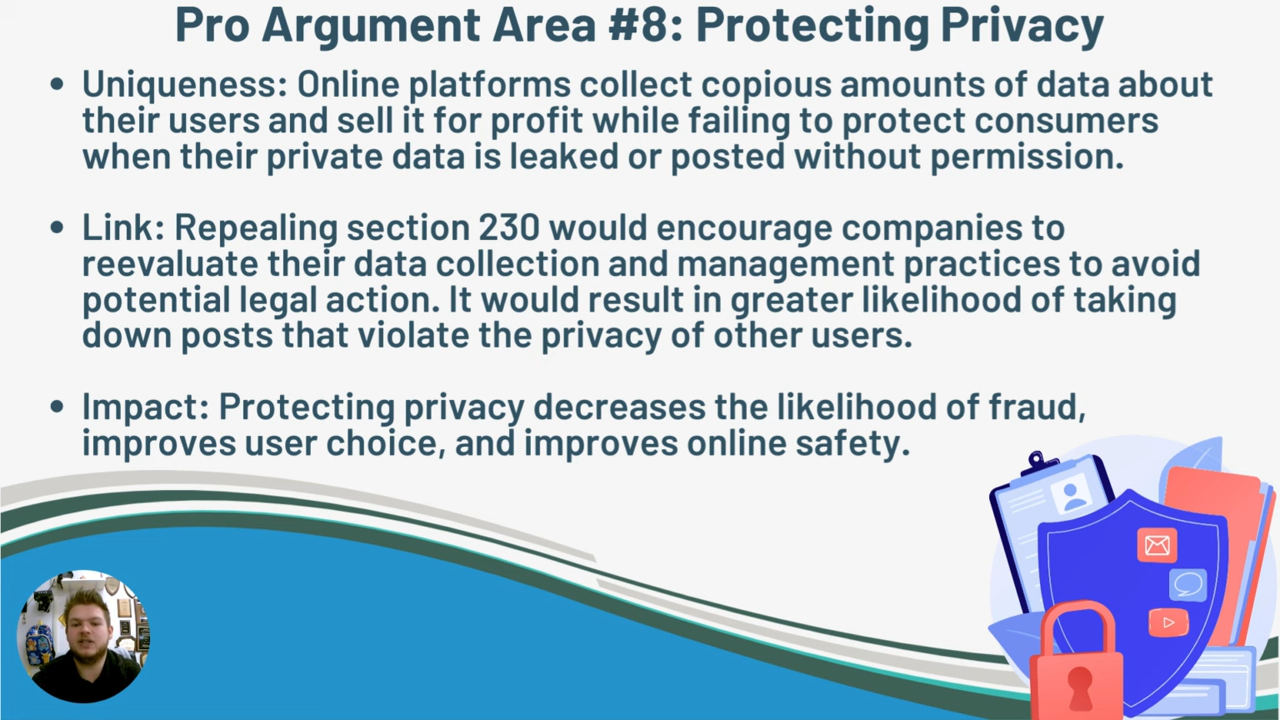 Pro Argument Area #8: Protecting Privacy
• Uniqueness: Online platforms collect copious amounts of data about
their users and sell it for profit while failing to protect consumers
when their private data is leaked or posted without permission.
• Link: Repealing section 230 would encourage companies to
reevaluate their data collection and management practices to avoid
potential legal action. It would result in greater likelihood of taking
down posts that violate the privacy of other users.
• Impact: Protecting privacy decreases the likelihood of fraud,
improves user choice, and improves online safety.